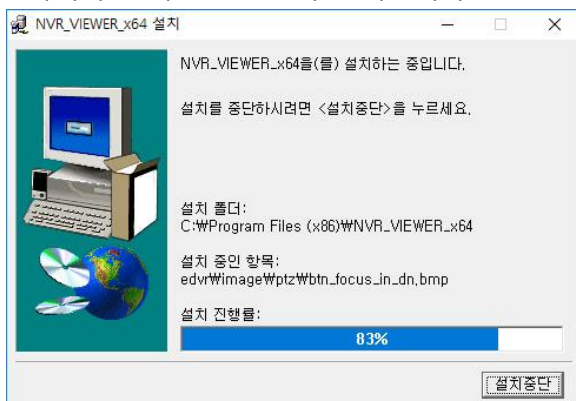 NVR_VIEWER_x64 설치
NVR_VIEWER_x64을(를) 설치하는 중입니다.
설치를 중단하시려면 <설치중단>을 누르세요.
설치 폴더:
C:₩Program Files (x86)₩NVR_VIEWER_x64
설치 중인 항목:
edvr₩image₩ptz₩btn_focus_in_dn.bmp
설치 진행률:
83%
설치중단